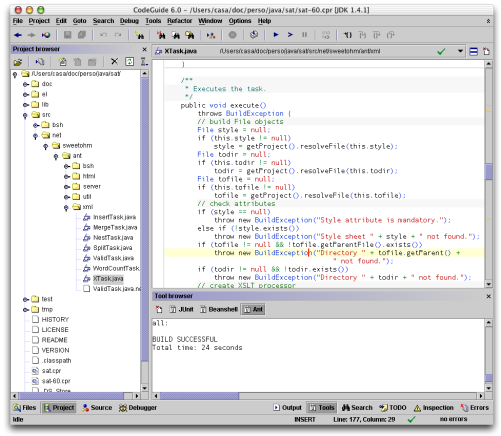 CodeGuide 6.0 - /Users/casa/doc/perso/java/sat/sat-60.cpr [JDK 1.4.1]
File Project Edit Goto Search Debug Tools Refactor Window Options Help
Project browser
XTask.java /Users/casa/doc/perso/java/sat/src/net/sweetohm/ant/xml
/Users/casa/doc/perso/java/sat/
doc
el
lib
src
bsh
net
sweetohm
ant
bsh
html
server
util
xml
InsertTask.java
MergeTask.java
NestTask.java
SplitTask.java
ValidTask.java
WordCountTask.
XTask.java
ValidTask.java.ne
test
tmp
HISTORY
LICENSE
README
VERSION
.classpath
sat.cpr
sat-60.cpr
.DS_Store
}
/**
* Executes the task.
*/
public void execute()
throws BuildException {
// build File objects
File style = null;
if (this.style != null)
style = getProject().resolveFile(this.style);
File todir = null;
if (this.todir != null)
todir = getProject().resolveFile(this.todir);
File tofile = null;
if (this.tofile != null)
tofile = getProject().resolveFile(this.tofile);
// check attributes
if (style == null)
throw new BuildException("Style attribute is mandatory.");
else if (!style.exists())
throw new BuildException("Style sheet " + style + " not found.");
if (tofile != null && !tofile.getParentFile().exists())
throw new BuildException("Directory " + tofile.getParent() +
" not found.");
if (todir != null && !todir.exists())
throw new BuildException("Directory " + todir + " not found.");
// create XSLT processor
Tool browser
JUnit Beanshell Ant
all:
BUILD SUCCESSFUL
Total time: 24 seconds
Files Project Source Debugger
Output Tools Search TODO Inspection Errors
Idle INSERT Line: 177, Column: 29 no errors